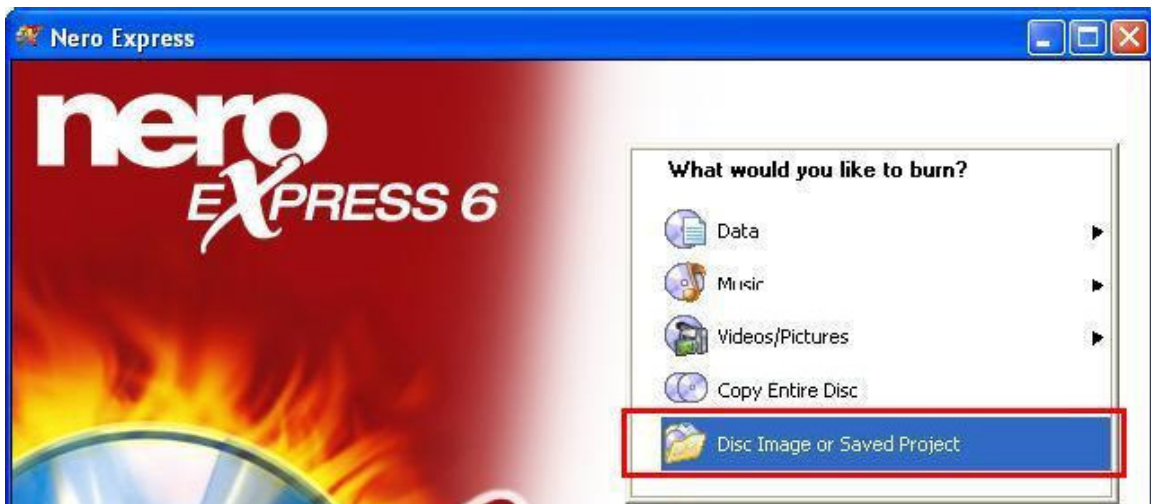 Nero Express
nero
EXPRESS 6
What would you like to burn?
Data
Music
Videos/Pictures
Copy Entire Disc
Disc Image or Saved Project